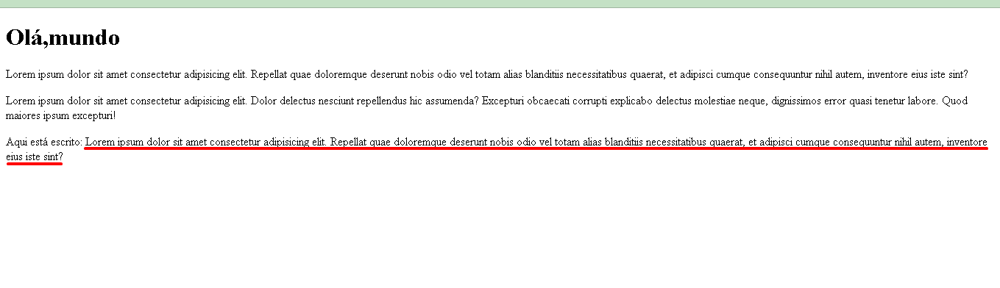 Olá,mundo
Lorem ipsum dolor sit amet consectetur adipisicing elit. Repellat quae doloremque deserunt nobis odio vel totam alias blanditiis necessitatibus quaerat, et adipisci cumque consequuntur nihil autem, inventore eius iste sint?
Lorem ipsum dolor sit amet consectetur adipisicing elit. Dolor delectus nesciunt repellendus hic assumenda? Excepturi obcaecati corrupti explicabo delectus molestiae neque, dignissimos error quasi tenetur labore. Quod
maiores ipsum excepturi!
Aqui está escrito: Lorem ipsum dolor sit amet consectetur adipisicing elit. Repellat quae doloremque deserunt nobis odio vel totam alias blanditiis necessitatibus quaerat, et adipisci cumque consequuntur nihil autem, inventore
eius iste sint?